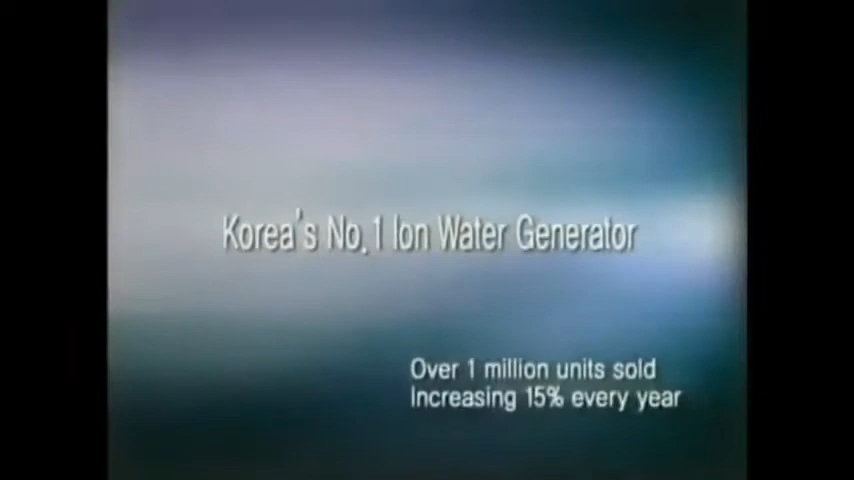 Korea's No.1 Ion Water Generator
Over 1 million units sold
Increasing 15% every year